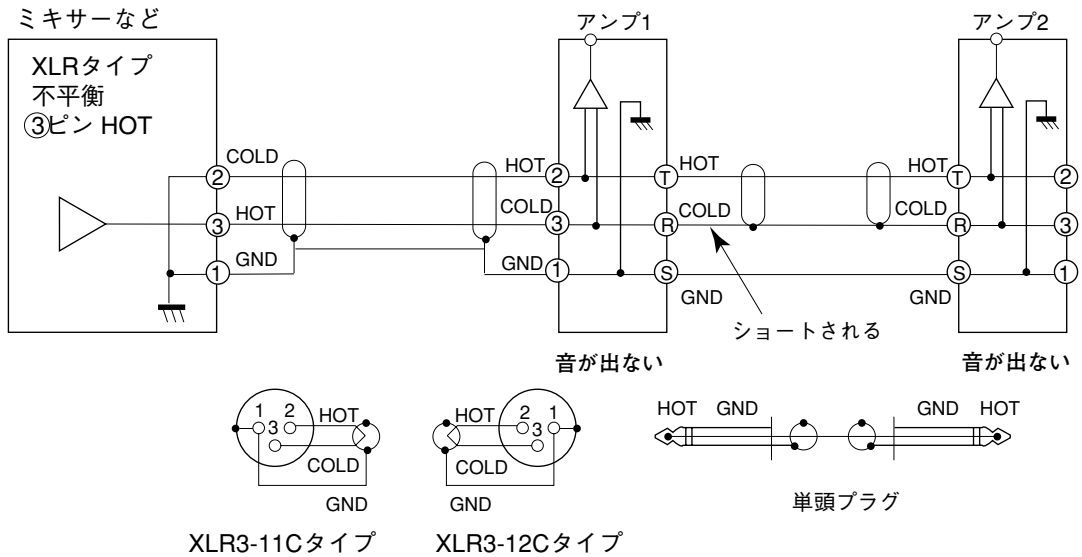 ミキサーなど
アンプ1
アンプ2
XLRタイプ
不平衡
③ピン HOT
COLD
2
HOT
3
GND
1
HOT
2
COLD
3
GND
1
T
HOT
R
COLD
S
GND
HOT
T
COLD
R
GND
S
2
3
1
ショートされる
音が出ない
音が出ない
1 2
3
HOT
COLD
GND
XLR3-11Cタイプ
HOT
2 1
3
COLD
GND
XLR3-12Cタイプ
HOT GND
GND HOT
単頭プラグ